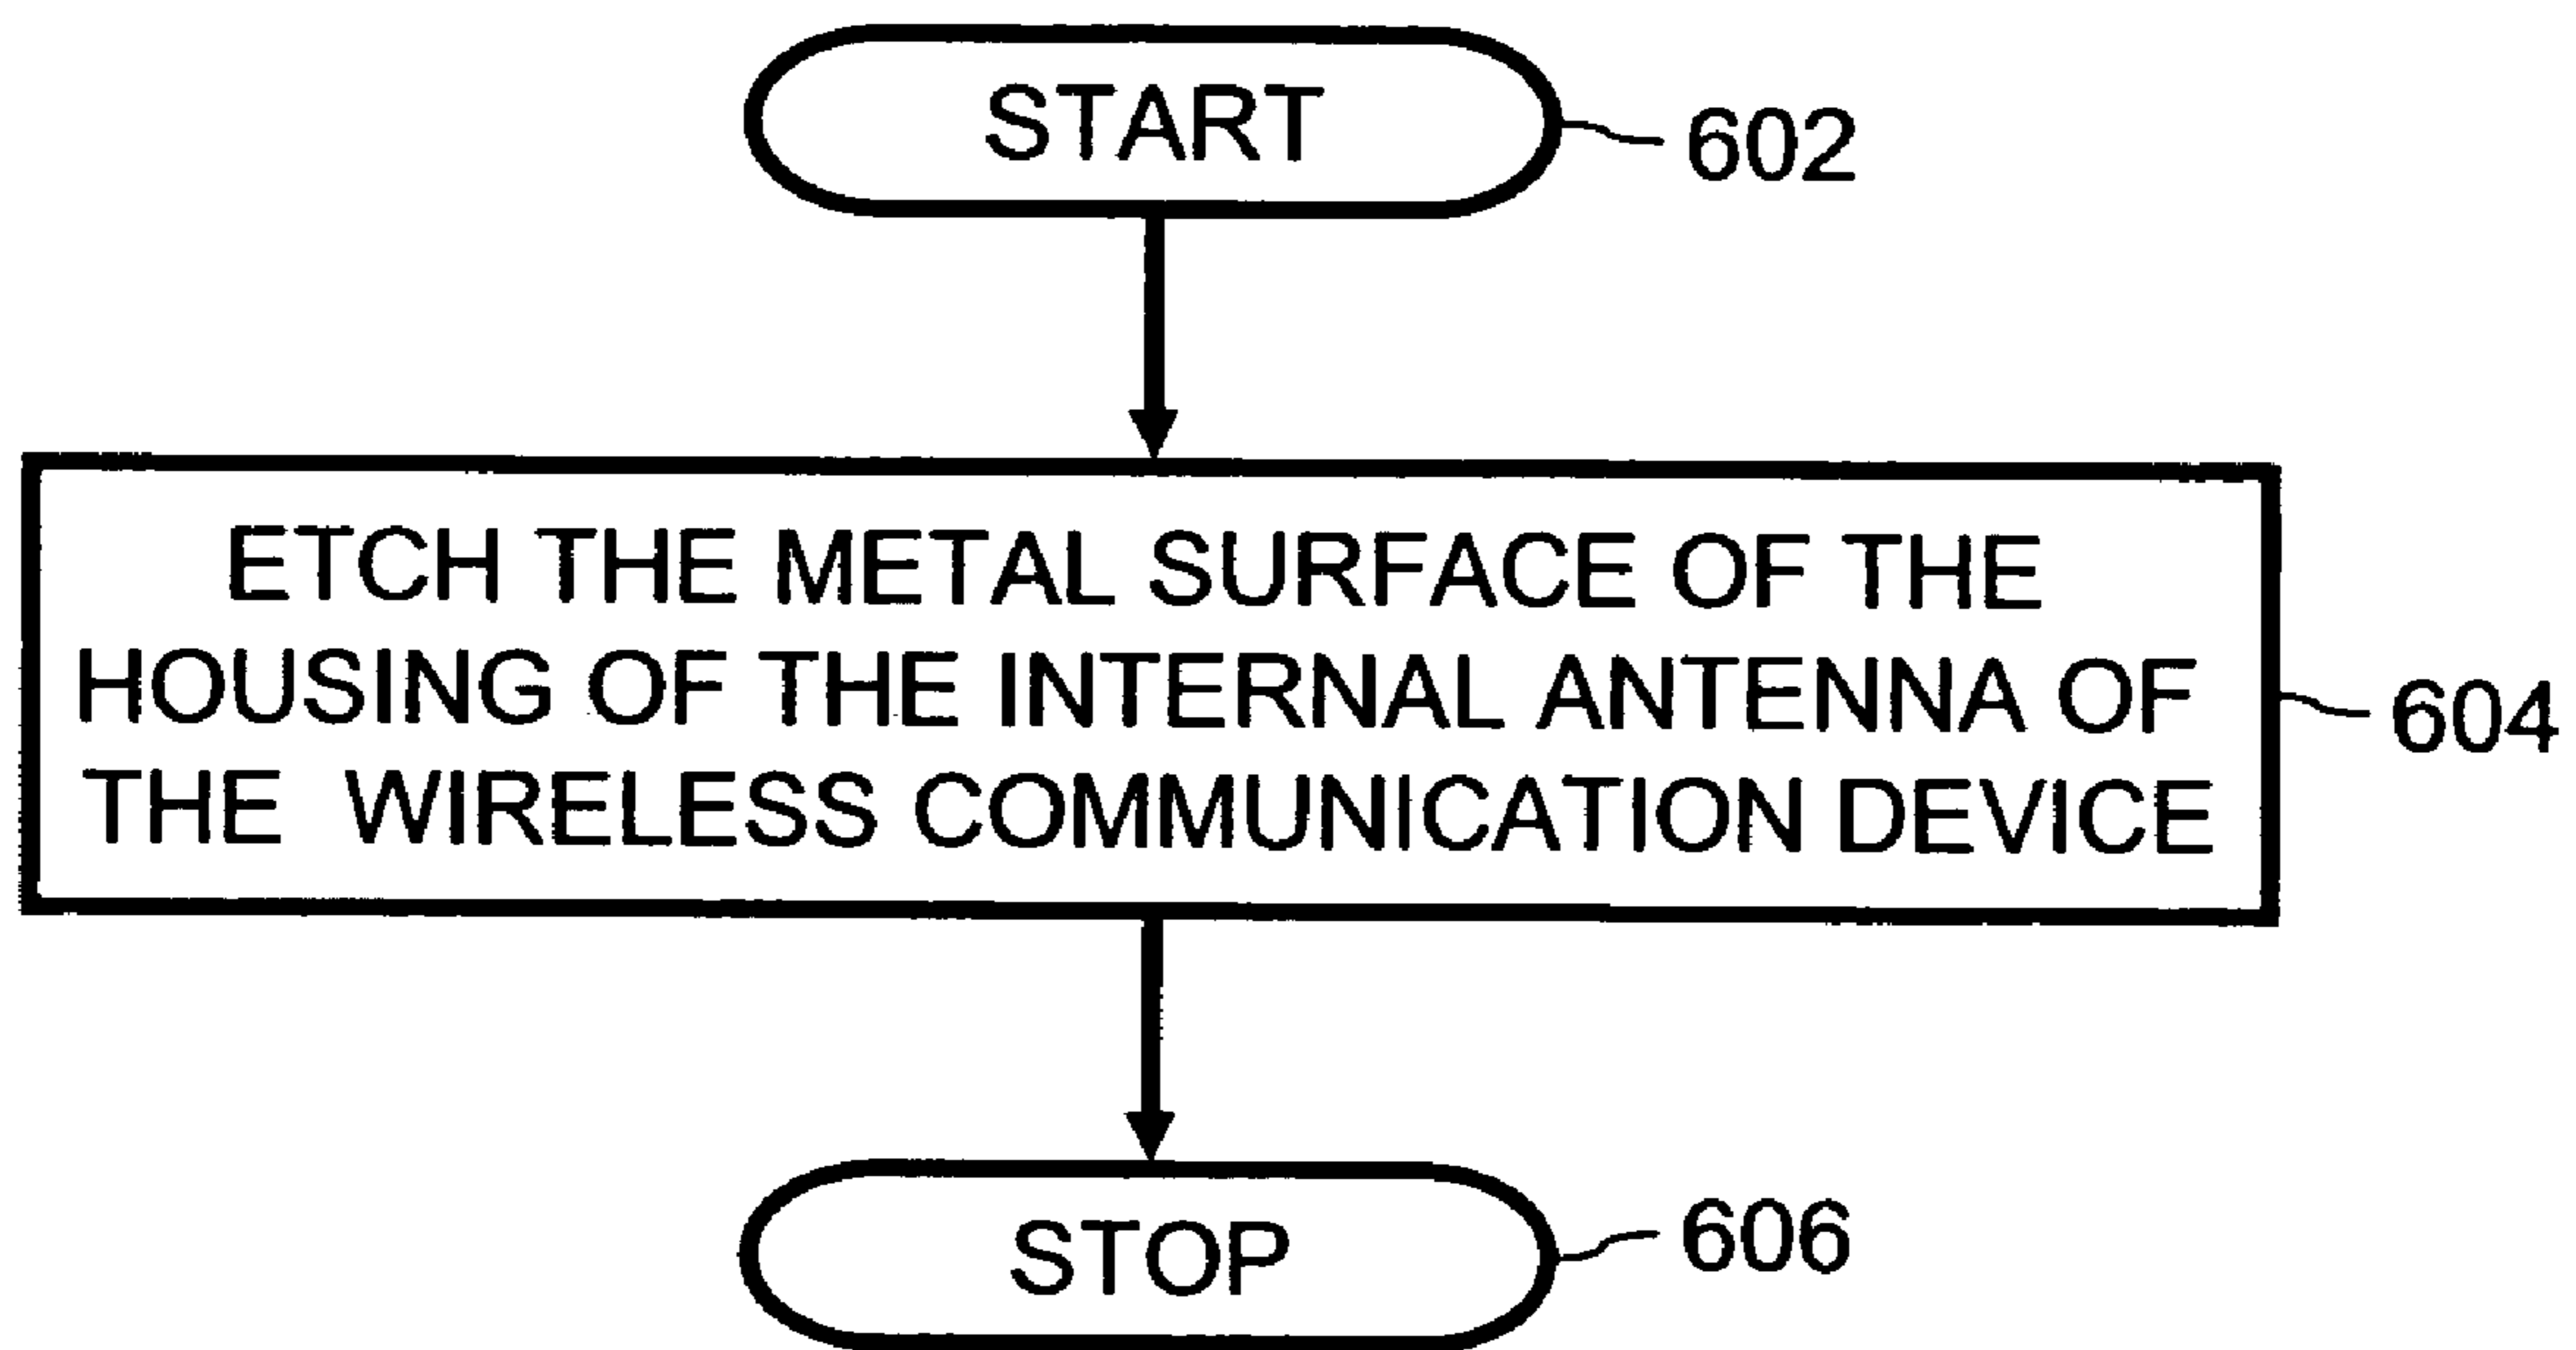 START
602
ETCH THE METAL SURFACE OF THE
HOUSING OF THE INTERNAL ANTENNA OF
THE WIRELESS COMMUNICATION DEVICE
604
STOP
606